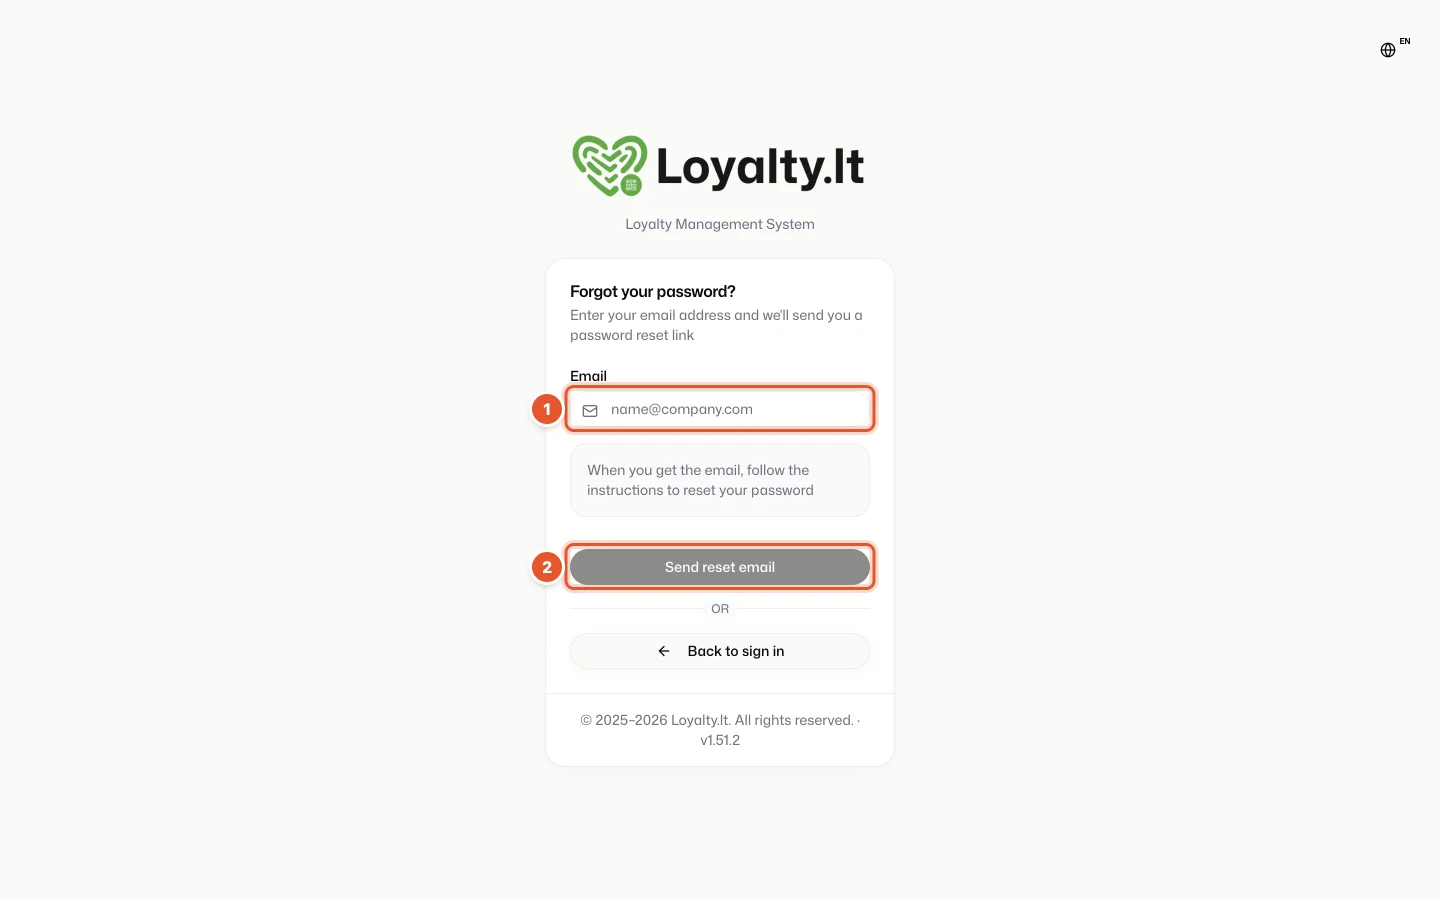 EN
Loyalty.lt
Loyalty Management System
Forgot your password?
Enter your email address and we'll send you a
password reset link
Email
1
name@company.com
When you get the email, follow the
instructions to reset your password
2
Send reset email
OR
Back to sign in
© 2025–2026 Loyalty.lt. All rights reserved. ·
v1.51.2